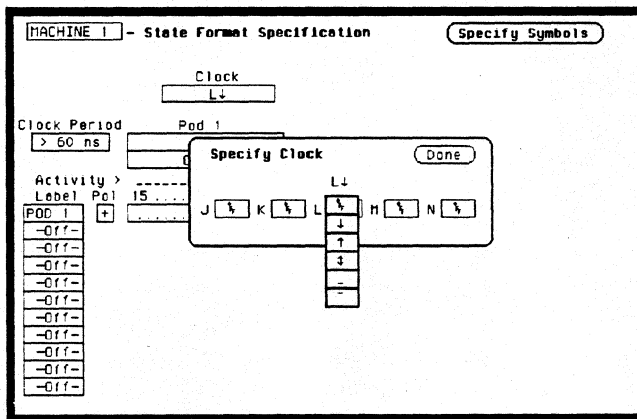 MACHINE 1 - State Format Specification Specify Symbols
Clock
L↓
Clock Period Pod 1
> 60 ns
Specify Clock Done
Activity >
L↓
Label Pol 15 ....
J K L M N
POD 1 +
↓
-Off-
↑
-Off-
↕
-Off-
-Off-
-Off-
-Off-
-Off-
-Off-
-Off-
-Off-